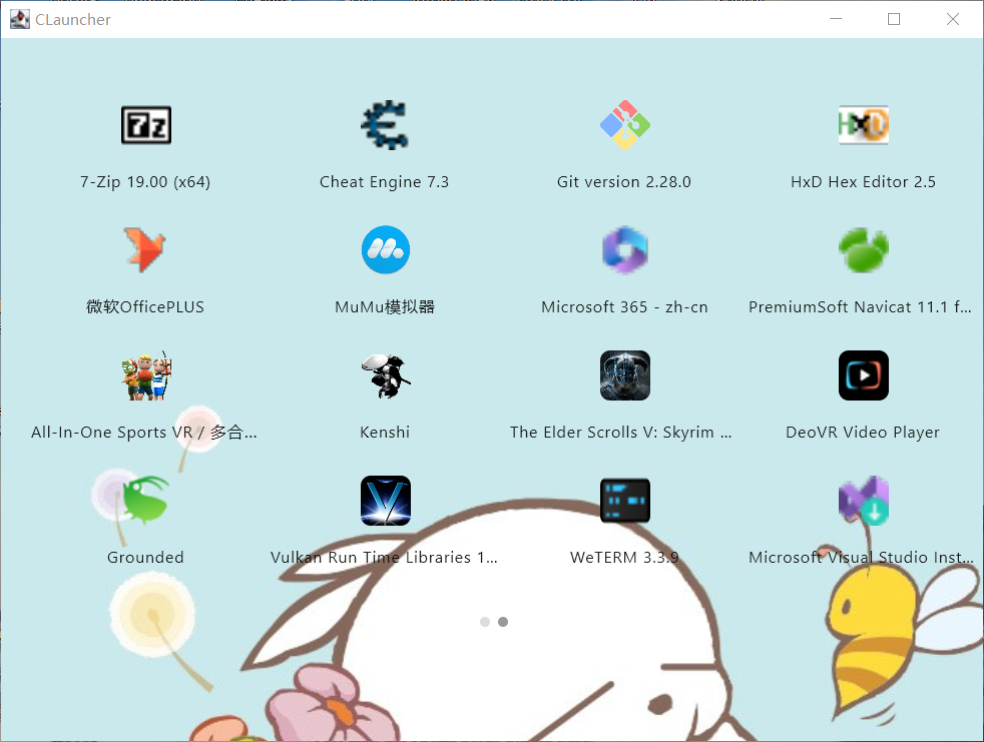 CLauncher
7-Zip 19.00 (x64)
Cheat Engine 7.3
Git version 2.28.0
HxD Hex Editor 2.5
微软OfficePLUS
MuMu模拟器
Microsoft 365 - zh-cn
PremiumSoft Navicat 11.1 f...
All-In-One Sports VR / 多合...
Kenshi
The Elder Scrolls V: Skyrim ...
DeoVR Video Player
Grounded
Vulkan Run Time Libraries 1...
WeTERM 3.3.9
Microsoft Visual Studio Inst...